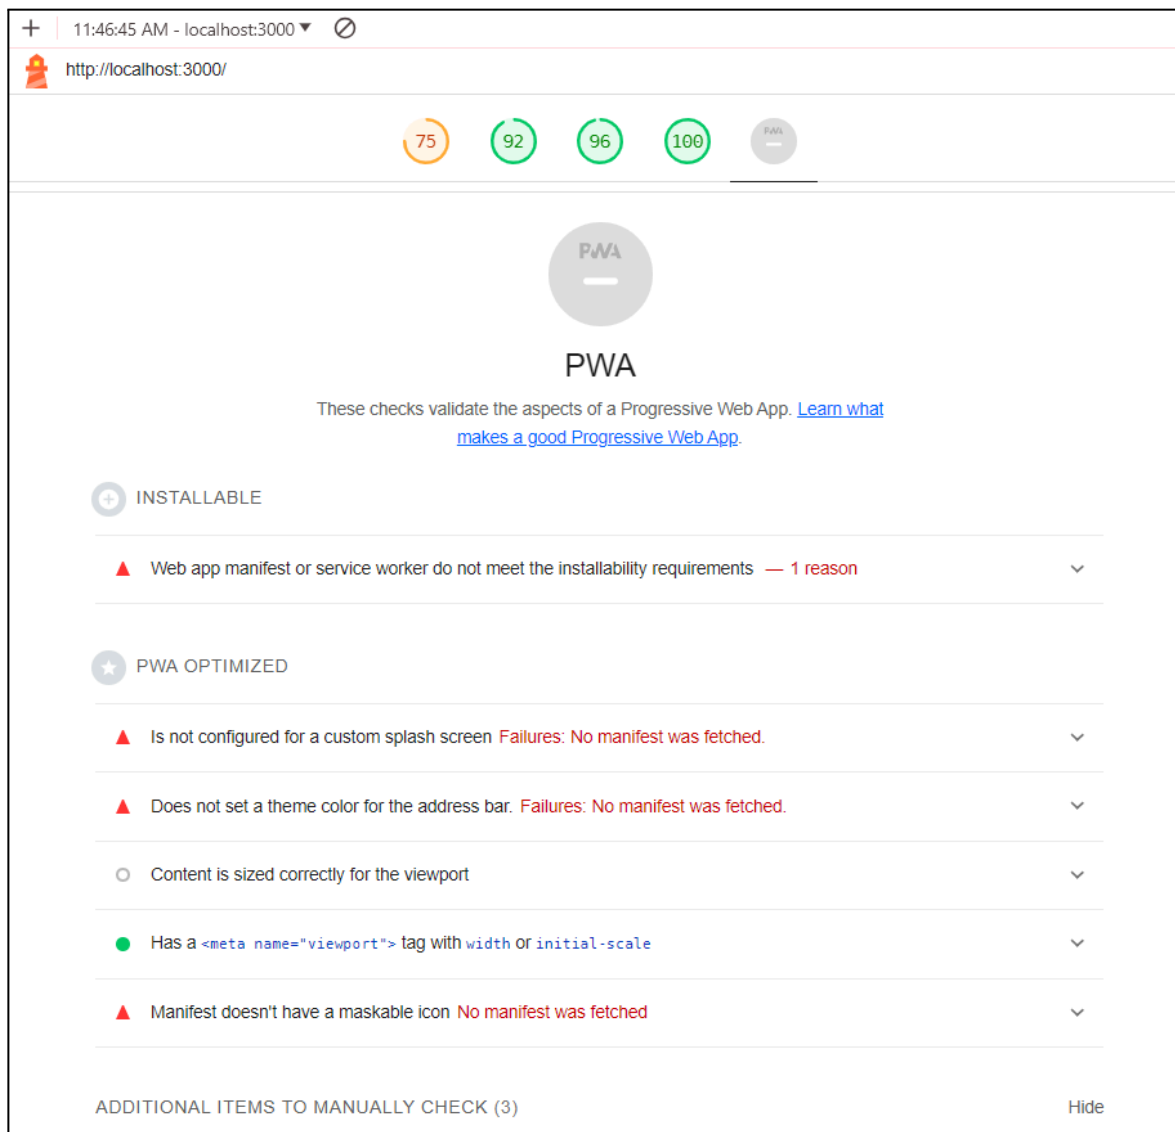 11:46:45 AM - localhost:3000
http://localhost:3000/
75 92 96 100 PWA
PWA
PWA
These checks validate the aspects of a Progressive Web App. Learn what
makes a good Progressive Web App.
INSTALLABLE
Web app manifest or service worker do not meet the installability requirements — 1 reason
PWA OPTIMIZED
Is not configured for a custom splash screen Failures: No manifest was fetched.
Does not set a theme color for the address bar. Failures: No manifest was fetched.
Content is sized correctly for the viewport
Has a <meta name="viewport"> tag with width or initial-scale
Manifest doesn't have a maskable icon No manifest was fetched
ADDITIONAL ITEMS TO MANUALLY CHECK (3) Hide